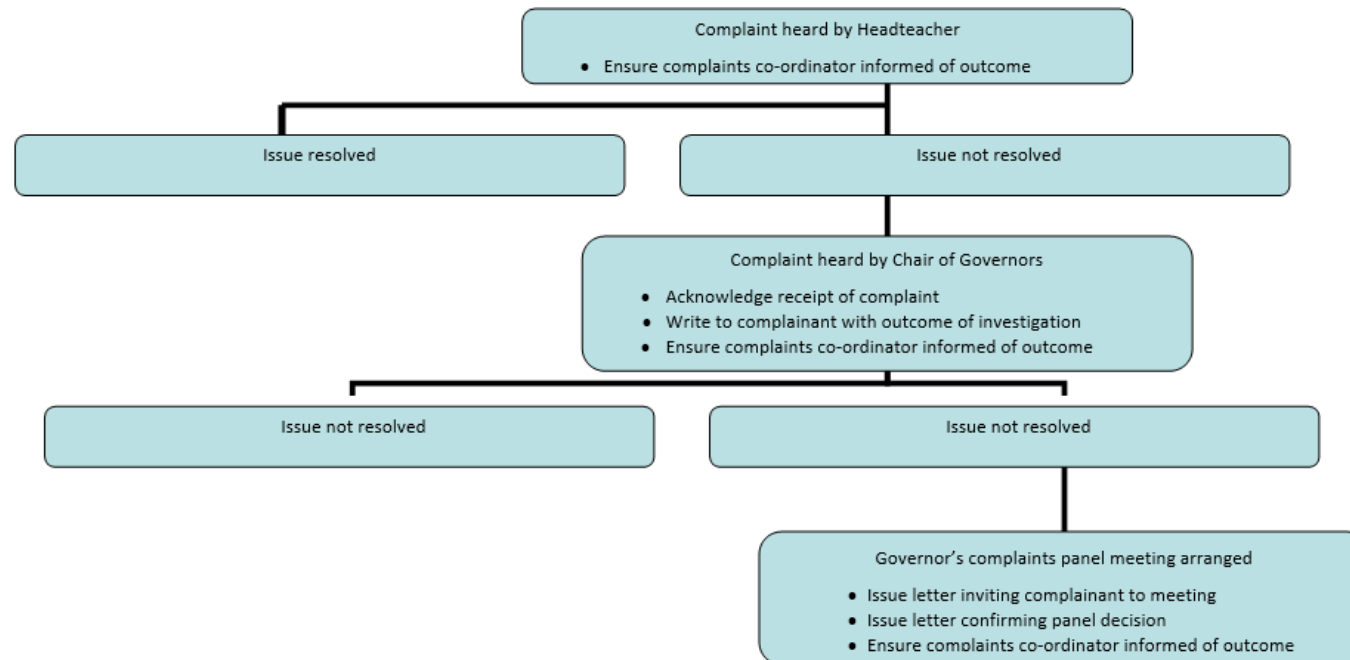 Complaint heard by Headteacher
• Ensure complaints co-ordinator informed of outcome
Issue resolved
Issue not resolved
Complaint heard by Chair of Governors
• Acknowledge receipt of complaint
• Write to complainant with outcome of investigation
• Ensure complaints co-ordinator informed of outcome
Issue not resolved
Issue not resolved
Governor’s complaints panel meeting arranged
• Issue letter inviting complainant to meeting
• Issue letter confirming panel decision
• Ensure complaints co-ordinator informed of outcome